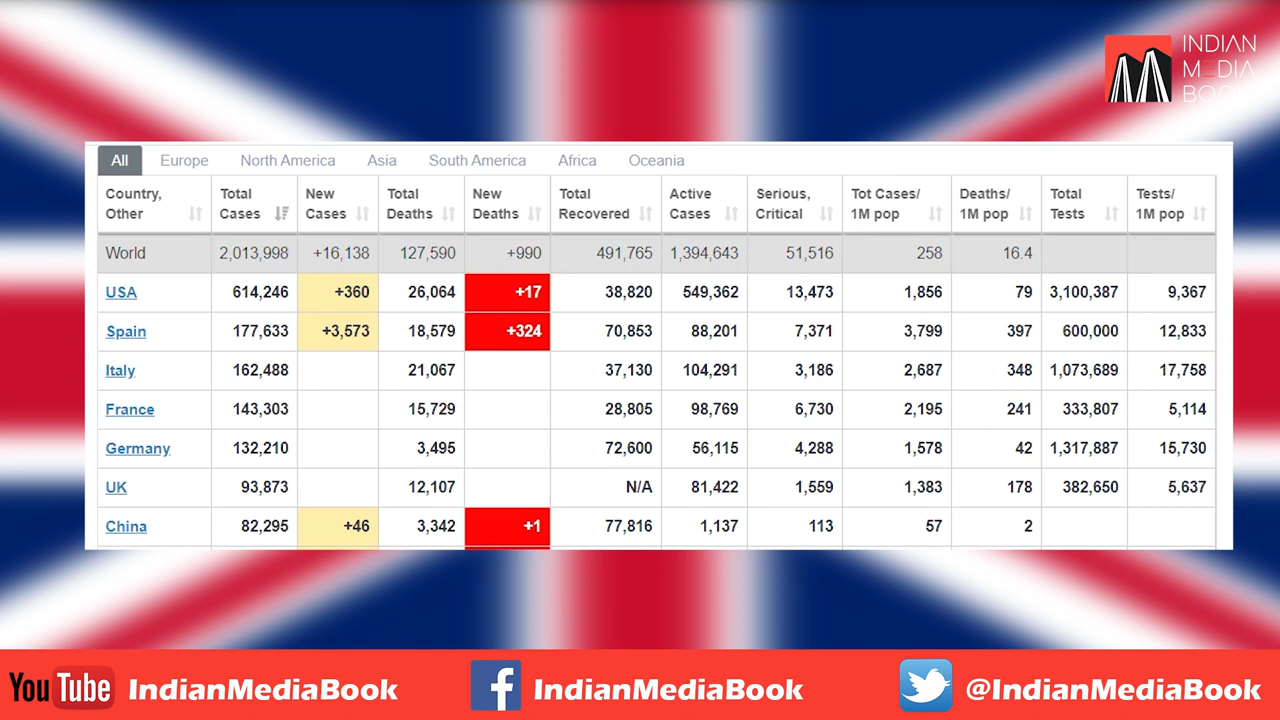 INDIAN
MEDIA
BOOK
All Europe North America Asia South America Africa Oceania
Country, Other Total Cases New Cases Total Deaths New Deaths Total Recovered Active Cases Serious, Critical Tot Cases/ 1M pop Deaths/ 1M pop Total Tests Tests/ 1M pop
World 2,013,998 +16,138 127,590 +990 491,765 1,394,643 51,516 258 16.4
USA 614,246 +360 26,064 +17 38,820 549,362 13,473 1,856 79 3,100,387 9,367
Spain 177,633 +3,573 18,579 +324 70,853 88,201 7,371 3,799 397 600,000 12,833
Italy 162,488 21,067 37,130 104,291 3,186 2,687 348 1,073,689 17,758
France 143,303 15,729 28,805 98,769 6,730 2,195 241 333,807 5,114
Germany 132,210 3,495 72,600 56,115 4,288 1,578 42 1,317,887 15,730
UK 93,873 12,107 N/A 81,422 1,559 1,383 178 382,650 5,637
China 82,295 +46 3,342 +1 77,816 1,137 113 57 2
YouTube IndianMediaBook f IndianMediaBook @IndianMediaBook